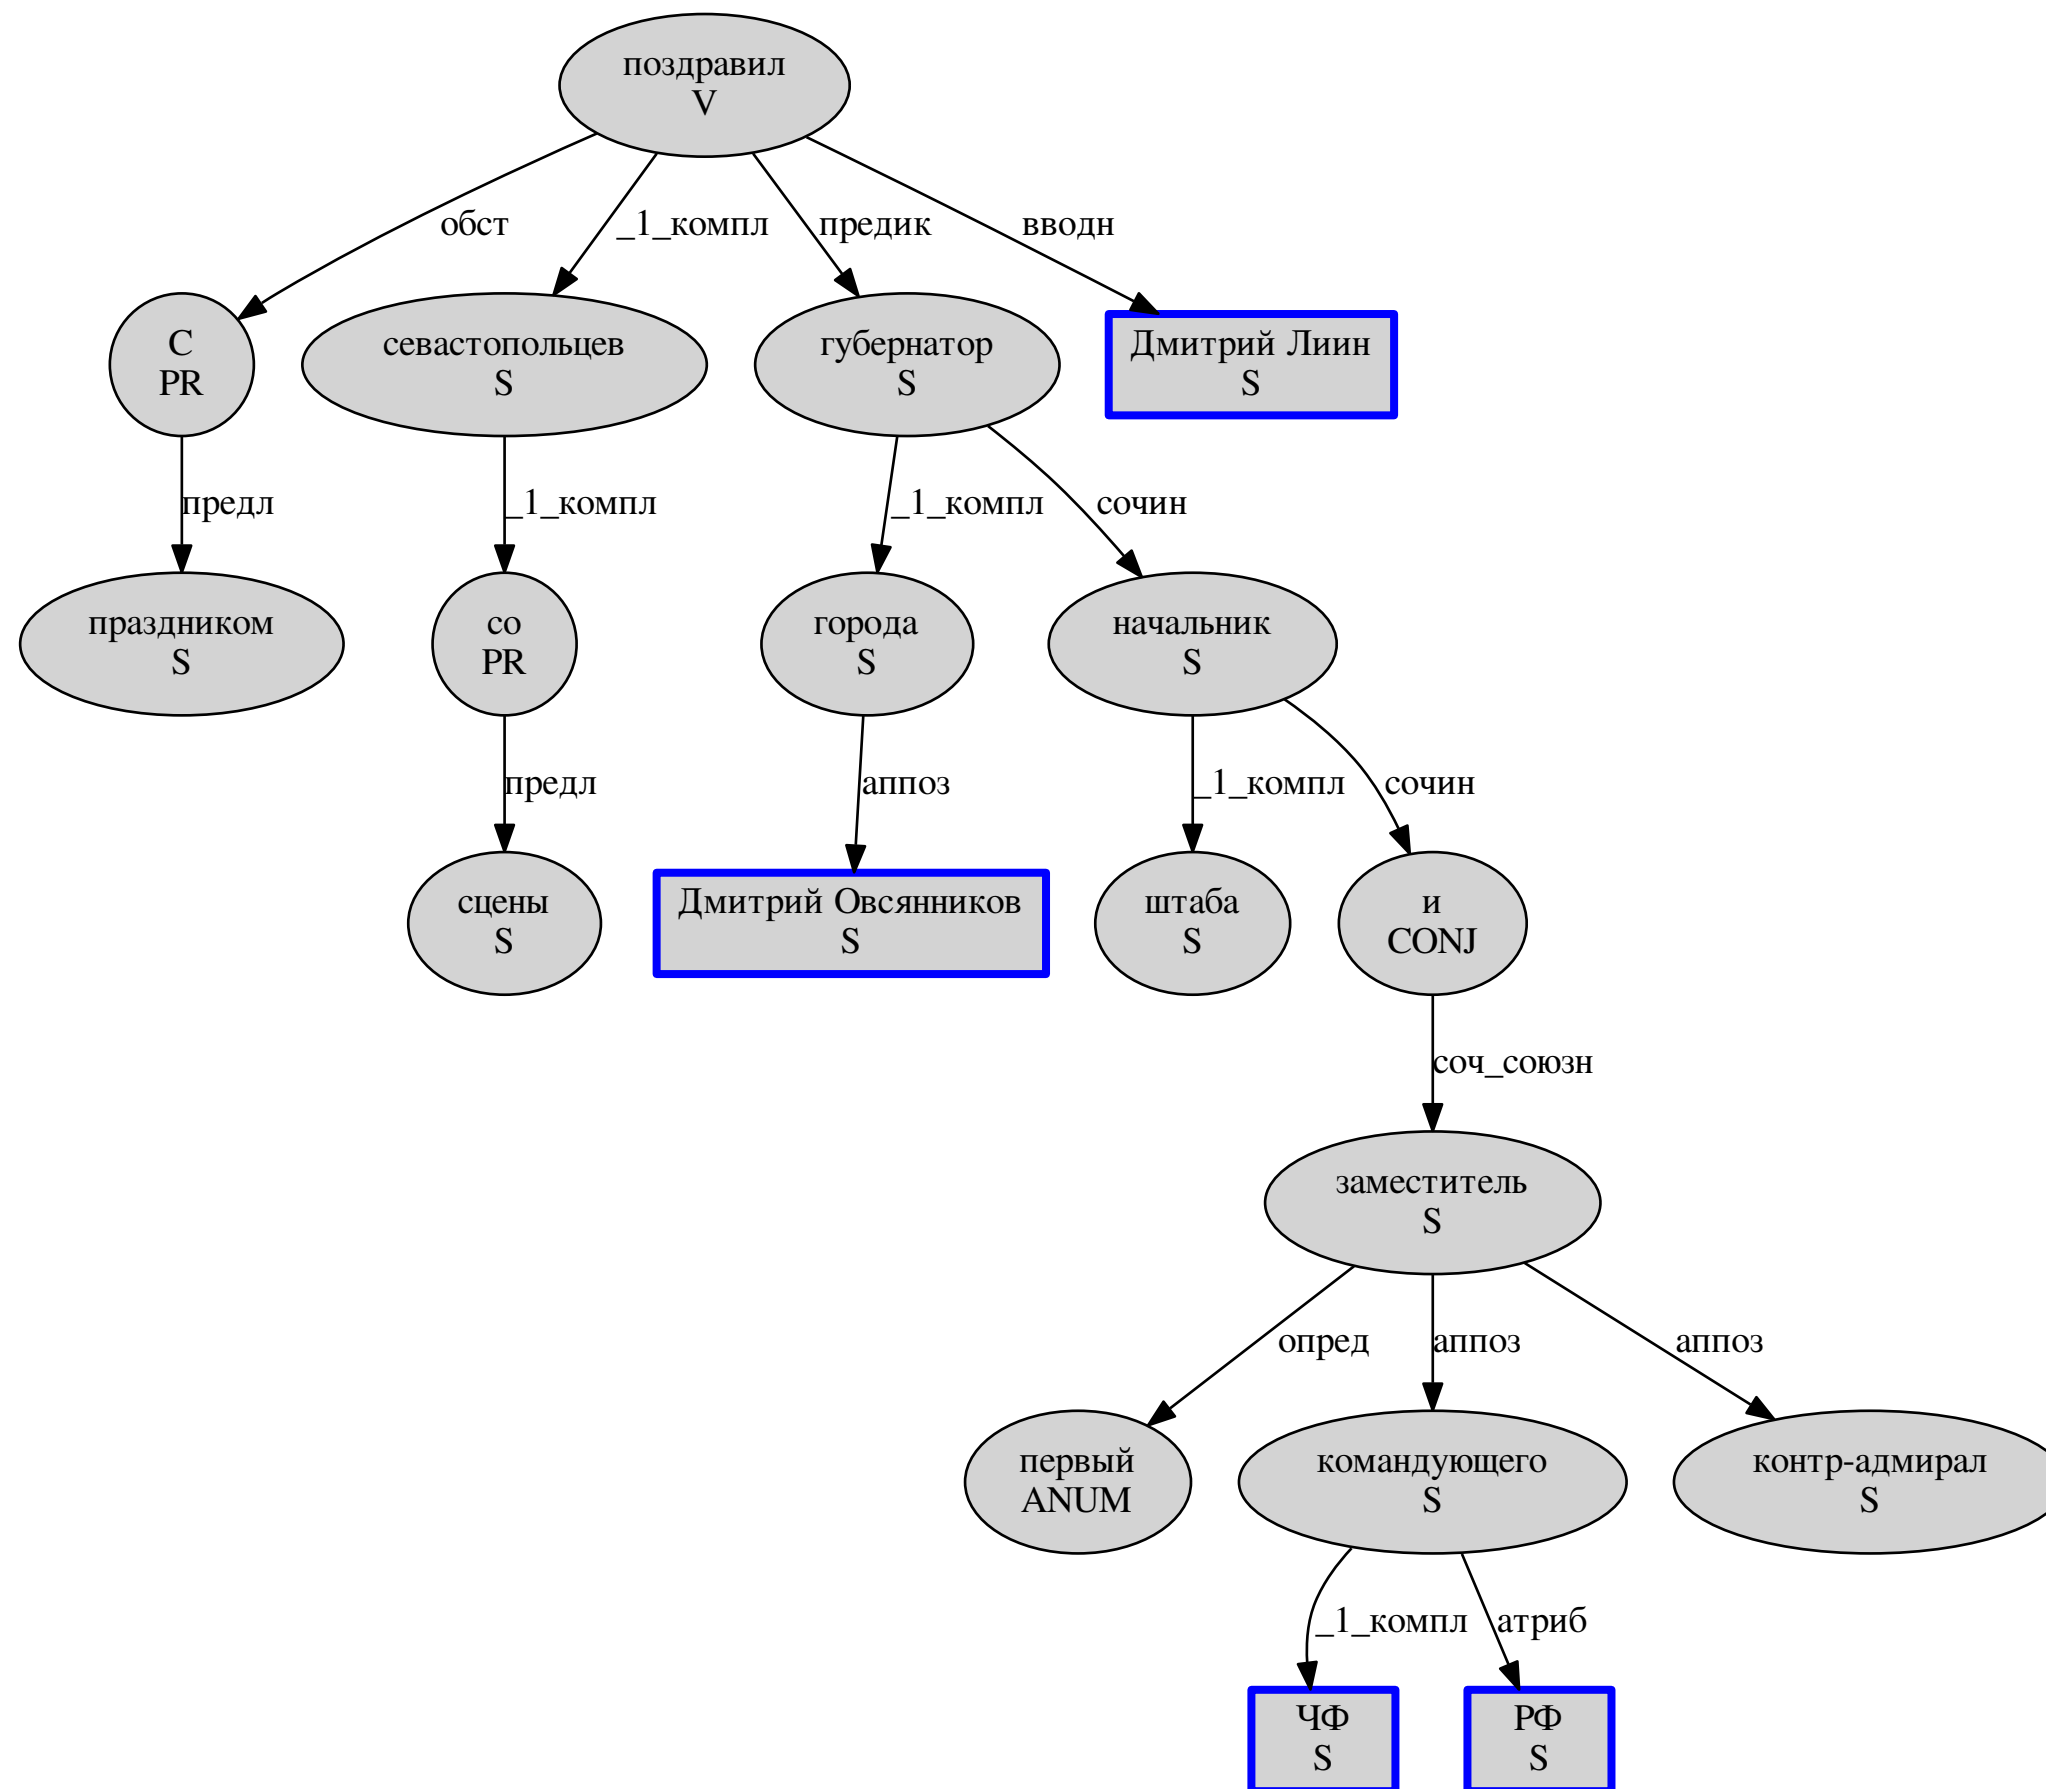 поздравил
V
обст
_1_компл
предик
вводн
С
PR
севастопольцев
S
губернатор
S
Дмитрий Лиин
S
предл
_1_компл
_1_компл
сочин
праздником
S
со
PR
города
S
начальник
S
предл
аппоз
_1_компл
сочин
сцены
S
Дмитрий Овсянников
S
штаба
S
и
CONJ
соч_союзн
заместитель
S
опред
аппоз
аппоз
первый
ANUM
командующего
S
контр-адмирал
S
_1_компл
атриб
ЧФ
S
РФ
S